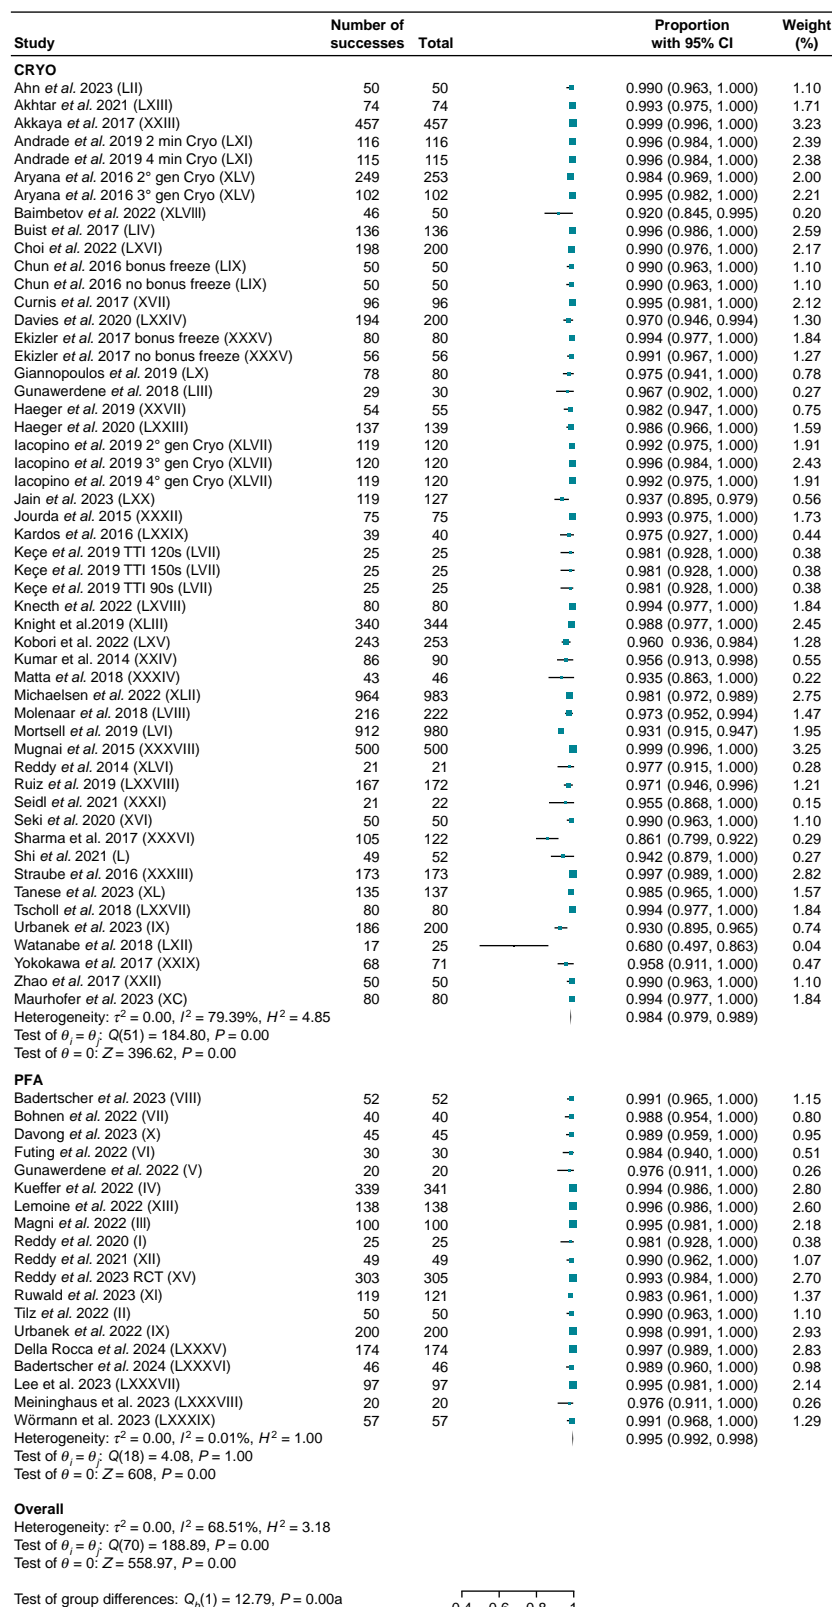 Study Number of successes Total Proportion with 95% CI Weight (%)
CRYO
Ahn et al. 2023 (LII) 50 50 0.990 (0.963, 1.000) 1.10
Akhtar et al. 2021 (LXIII) 74 74 0.993 (0.975, 1.000) 1.71
Akkaya et al. 2017 (XXIII) 457 457 0.999 (0.996, 1.000) 3.23
Andrade et al. 2019 2 min Cryo (LXI) 116 116 0.996 (0.984, 1.000) 2.39
Andrade et al. 2019 4 min Cryo (LXI) 115 115 0.996 (0.984, 1.000) 2.38
Aryana et al. 2016 2° gen Cryo (XLV) 249 253 0.984 (0.969, 1.000) 2.00
Aryana et al. 2016 3° gen Cryo (XLV) 102 102 0.995 (0.982, 1.000) 2.21
Baimbetov et al. 2022 (XLVIII) 46 50 0.920 (0.845, 0.995) 0.20
Buist et al. 2017 (LIV) 136 136 0.996 (0.986, 1.000) 2.59
Choi et al. 2022 (LXVI) 198 200 0.990 (0.976, 1.000) 2.17
Chun et al. 2016 bonus freeze (LIX) 50 50 0.990 (0.963, 1.000) 1.10
Chun et al. 2016 no bonus freeze (LIX) 50 50 0.990 (0.963, 1.000) 1.10
Curnis et al. 2017 (XVII) 96 96 0.995 (0.981, 1.000) 2.12
Davies et al. 2020 (LXXIV) 194 200 0.970 (0.946, 0.994) 1.30
Ekizler et al. 2017 bonus freeze (XXXV) 80 80 0.994 (0.977, 1.000) 1.84
Ekizler et al. 2017 no bonus freeze (XXXV) 56 56 0.991 (0.967, 1.000) 1.27
Giannopoulos et al. 2019 (LX) 78 80 0.975 (0.941, 1.000) 0.78
Gunawerdene et al. 2018 (LIII) 29 30 0.967 (0.902, 1.000) 0.27
Haeger et al. 2019 (XXVII) 54 55 0.982 (0.947, 1.000) 0.75
Haeger et al. 2020 (LXXIII) 137 139 0.986 (0.966, 1.000) 1.59
Iacopino et al. 2019 2° gen Cryo (XLVII) 119 120 0.992 (0.975, 1.000) 1.91
Iacopino et al. 2019 3° gen Cryo (XLVII) 120 120 0.996 (0.984, 1.000) 2.43
Iacopino et al. 2019 4° gen Cryo (XLVII) 119 120 0.992 (0.975, 1.000) 1.91
Jain et al. 2023 (LXX) 119 127 0.937 (0.895, 0.979) 0.56
Jourda et al. 2015 (XXXII) 75 75 0.993 (0.975, 1.000) 1.73
Kardos et al. 2016 (LXXIX) 39 40 0.975 (0.927, 1.000) 0.44
Keçe et al. 2019 TTI 120s (LVII) 25 25 0.981 (0.928, 1.000) 0.38
Keçe et al. 2019 TTI 150s (LVII) 25 25 0.981 (0.928, 1.000) 0.38
Keçe et al. 2019 TTI 90s (LVII) 25 25 0.981 (0.928, 1.000) 0.38
Knecth et al. 2022 (LXVIII) 80 80 0.994 (0.977, 1.000) 1.84
Knight et al.2019 (XLIII) 340 344 0.988 (0.977, 1.000) 2.45
Kobori et al. 2022 (LXV) 243 253 0.960 0.936, 0.984) 1.28
Kumar et al. 2014 (XXIV) 86 90 0.956 (0.913, 0.998) 0.55
Matta et al. 2018 (XXXIV) 43 46 0.935 (0.863, 1.000) 0.22
Michaelsen et al. 2022 (XLII) 964 983 0.981 (0.972, 0.989) 2.75
Molenaar et al. 2018 (LVIII) 216 222 0.973 (0.952, 0.994) 1.47
Mortsell et al. 2019 (LVI) 912 980 0.931 (0.915, 0.947) 1.95
Mugnai et al. 2015 (XXXVIII) 500 500 0.999 (0.996, 1.000) 3.25
Reddy et al. 2014 (XLVI) 21 21 0.977 (0.915, 1.000) 0.28
Ruiz et al. 2019 (LXXVIII) 167 172 0.971 (0.946, 0.996) 1.21
Seidl et al. 2021 (XXXI) 21 22 0.955 (0.868, 1.000) 0.15
Seki et al. 2020 (XVI) 50 50 0.990 (0.963, 1.000) 1.10
Sharma et al. 2017 (XXXVI) 105 122 0.861 (0.799, 0.922) 0.29
Shi et al. 2021 (L) 49 52 0.942 (0.879, 1.000) 0.27
Straube et al. 2016 (XXXIII) 173 173 0.997 (0.989, 1.000) 2.82
Tanese et al. 2023 (XL) 135 137 0.985 (0.965, 1.000) 1.57
Tscholl et al. 2018 (LXXVII) 80 80 0.994 (0.977, 1.000) 1.84
Urbanek et al. 2023 (IX) 186 200 0.930 (0.895, 0.965) 0.74
Watanabe et al. 2018 (LXII) 17 25 0.680 (0.497, 0.863) 0.04
Yokokawa et al. 2017 (XXIX) 68 71 0.958 (0.911, 1.000) 0.47
Zhao et al. 2017 (XXII) 50 50 0.990 (0.963, 1.000) 1.10
Maurhofer et al. 2023 (XC) 80 80 0.994 (0.977, 1.000) 1.84
Heterogeneity: τ² = 0.00, I² = 79.39%, H² = 4.85 0.984 (0.979, 0.989)
Test of θi = θj: Q(51) = 184.80, P = 0.00
Test of θ = 0: Z = 396.62, P = 0.00
PFA
Badertscher et al. 2023 (VIII) 52 52 0.991 (0.965, 1.000) 1.15
Bohnen et al. 2022 (VII) 40 40 0.988 (0.954, 1.000) 0.80
Davong et al. 2023 (X) 45 45 0.989 (0.959, 1.000) 0.95
Futing et al. 2022 (VI) 30 30 0.984 (0.940, 1.000) 0.51
Gunawerdene et al. 2022 (V) 20 20 0.976 (0.911, 1.000) 0.26
Kueffer et al. 2022 (IV) 339 341 0.994 (0.986, 1.000) 2.80
Lemoine et al. 2022 (XIII) 138 138 0.996 (0.986, 1.000) 2.60
Magni et al. 2022 (III) 100 100 0.995 (0.981, 1.000) 2.18
Reddy et al. 2020 (I) 25 25 0.981 (0.928, 1.000) 0.38
Reddy et al. 2021 (XII) 49 49 0.990 (0.962, 1.000) 1.07
Reddy et al. 2023 RCT (XV) 303 305 0.993 (0.984, 1.000) 2.70
Ruwald et al. 2023 (XI) 119 121 0.983 (0.961, 1.000) 1.37
Tilz et al. 2022 (II) 50 50 0.990 (0.963, 1.000) 1.10
Urbanek et al. 2022 (IX) 200 200 0.998 (0.991, 1.000) 2.93
Della Rocca et al. 2024 (LXXXV) 174 174 0.997 (0.989, 1.000) 2.83
Badertscher et al. 2024 (LXXXVI) 46 46 0.989 (0.960, 1.000) 0.98
Lee et al. 2023 (LXXXVII) 97 97 0.995 (0.981, 1.000) 2.14
Meininghaus et al. 2023 (LXXXVIII) 20 20 0.976 (0.911, 1.000) 0.26
Wörmann et al. 2023 (LXXXIX) 57 57 0.991 (0.968, 1.000) 1.29
Heterogeneity: τ² = 0.00, I² = 0.01%, H² = 1.00 0.995 (0.992, 0.998)
Test of θi = θj: Q(18) = 4.08, P = 1.00
Test of θ = 0: Z = 608, P = 0.00
Overall
Heterogeneity: τ² = 0.00, I² = 68.51%, H² = 3.18
Test of θi = θj: Q(70) = 188.89, P = 0.00
Test of θ = 0: Z = 558.97, P = 0.00
Test of group differences: Qb(1) = 12.79, P = 0.00a
0.4 0.6 0.8 1